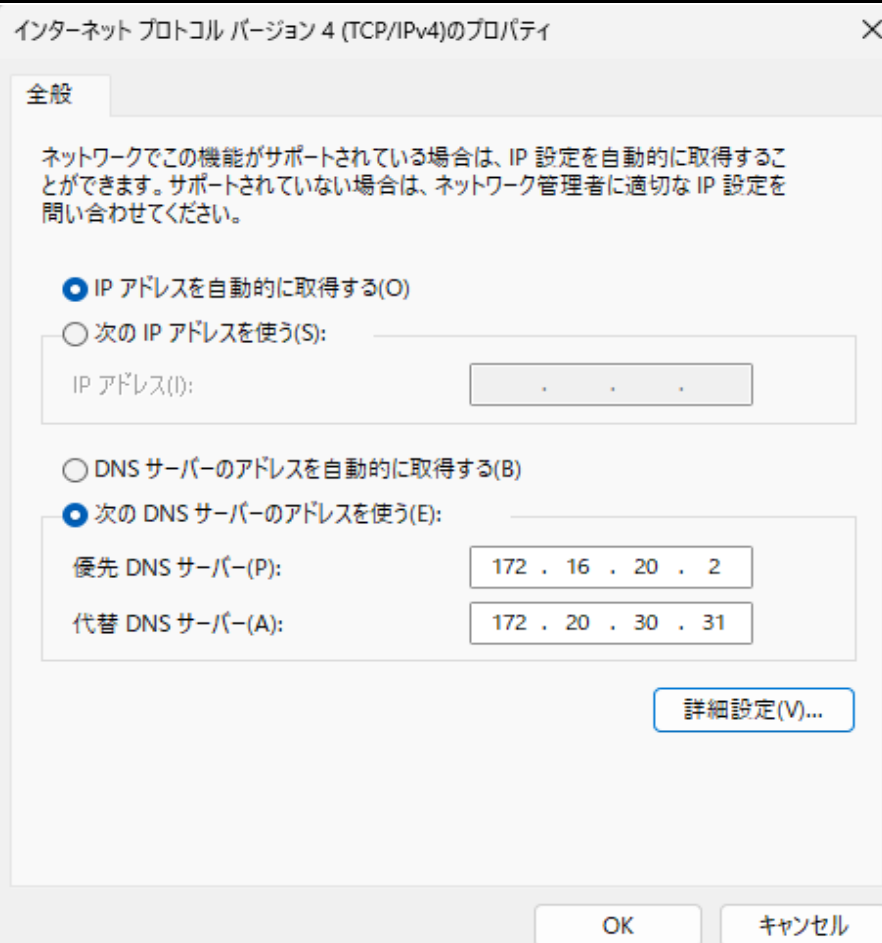 インターネット プロトコル バージョン 4 (TCP/IPv4)のプロパティ
全般
ネットワークでこの機能がサポートされている場合は、IP 設定を自動的に取得するこ
とができます。サポートされていない場合は、ネットワーク管理者に適切な IP 設定を
問い合わせてください。
IP アドレスを自動的に取得する(O)
次の IP アドレスを使う(S):
IP アドレス(I): . . .
DNS サーバーのアドレスを自動的に取得する(B)
次の DNS サーバーのアドレスを使う(E):
優先 DNS サーバー(P): 172 . 16 . 20 . 2
代替 DNS サーバー(A): 172 . 20 . 30 . 31
詳細設定(V)...
OK キャンセル